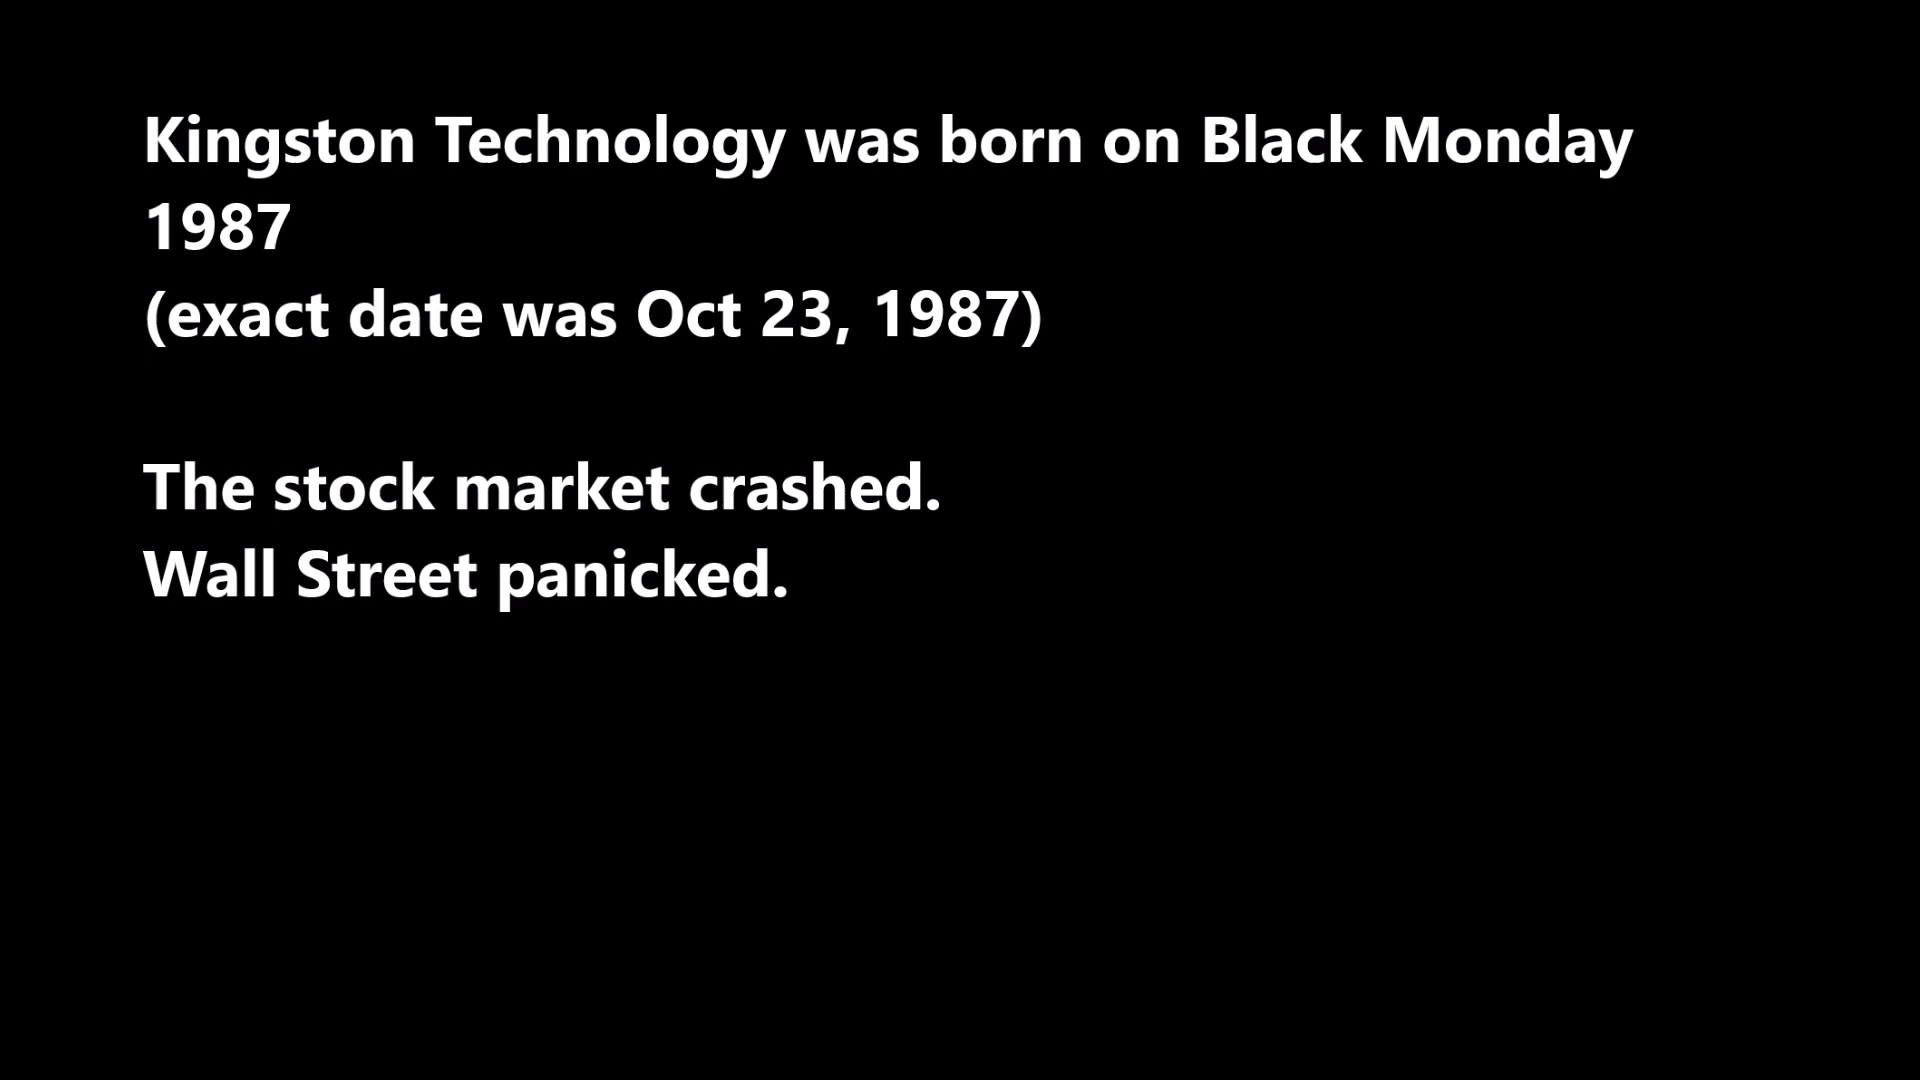 Kingston Technology was born on Black Monday
1987
(exact date was Oct 23, 1987)
The stock market crashed.
Wall Street panicked.